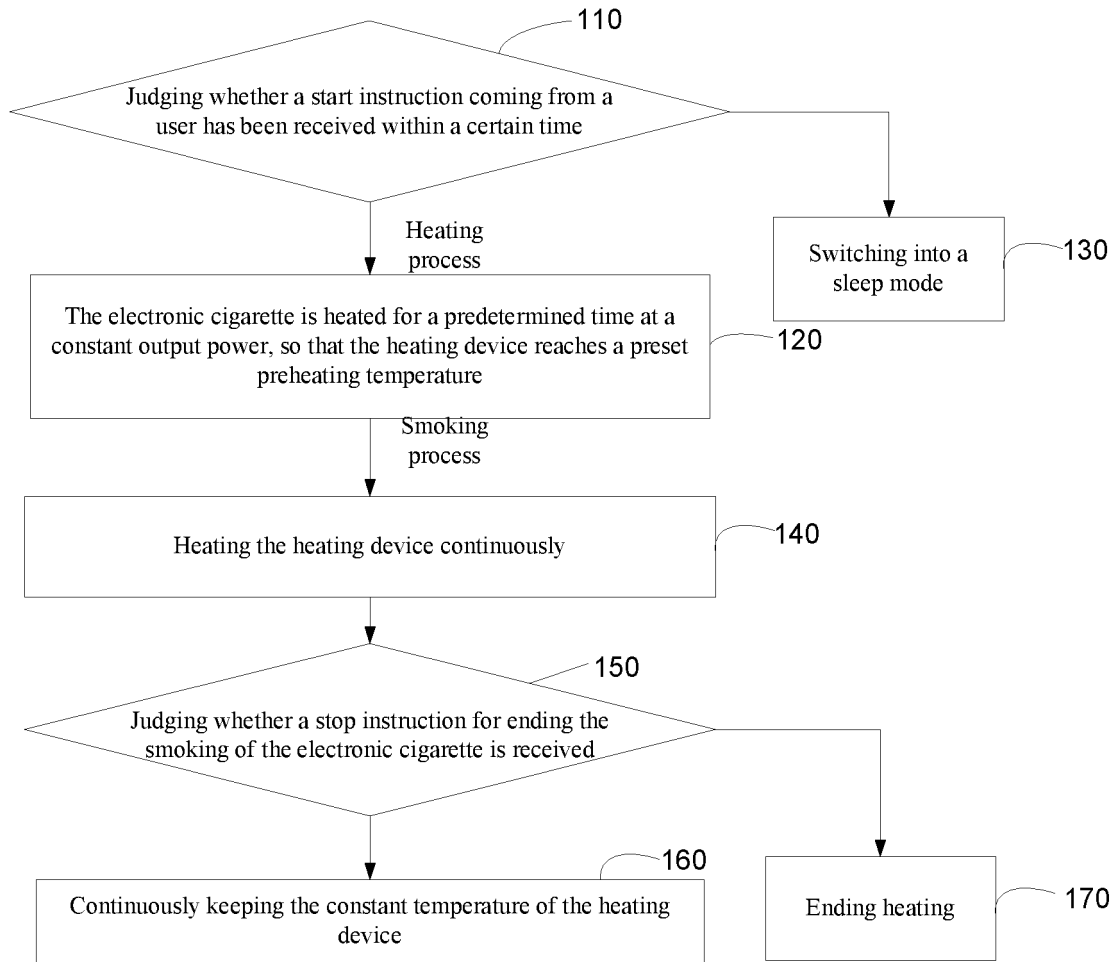 110
Judging whether a start instruction coming from a
user has been received within a certain time
Heating
process
Switching into a
sleep mode
130
The electronic cigarette is heated for a predetermined time at a
constant output power, so that the heating device reaches a preset
preheating temperature
120
Smoking
process
Heating the heating device continuously
140
150
Judging whether a stop instruction for ending the
smoking of the electronic cigarette is received
160
Continuously keeping the constant temperature of the heating
device
Ending heating
170